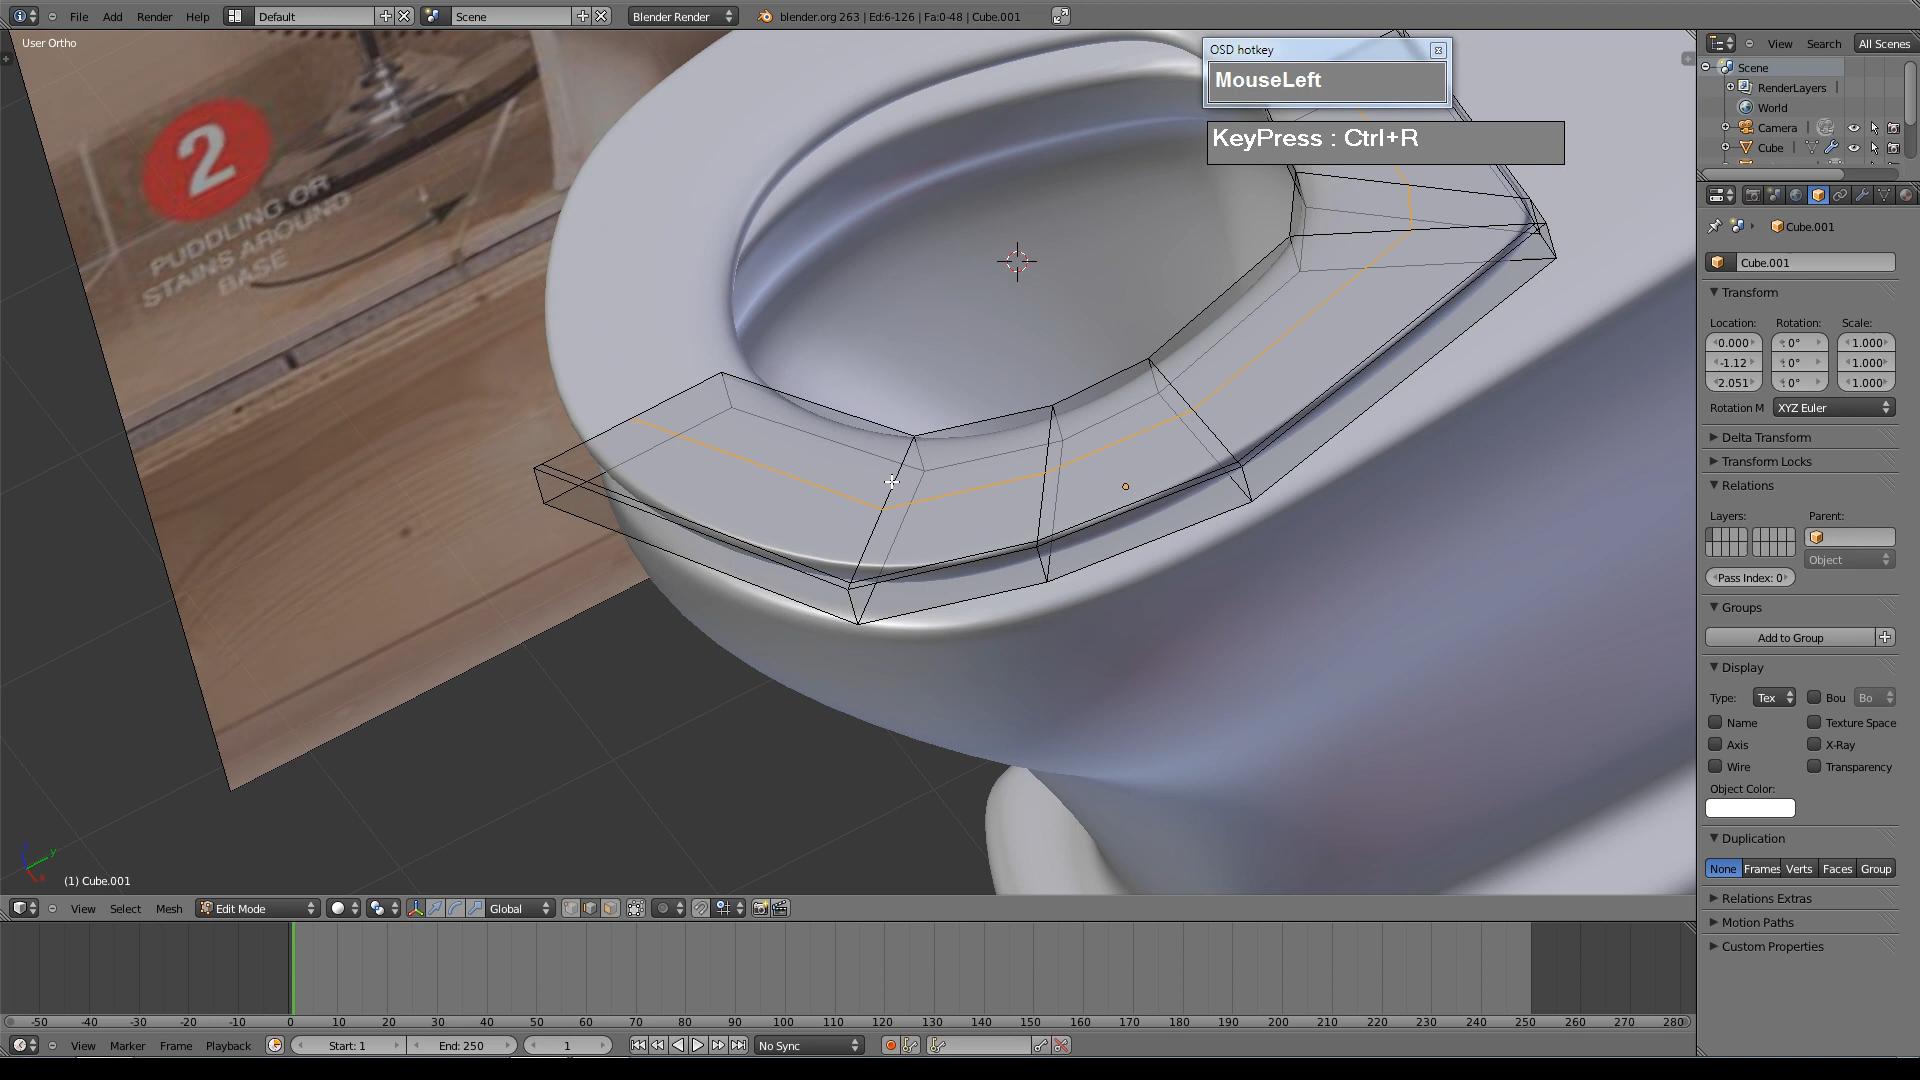 File Add Render Help Default Scene Blender Render blender.org 263 | Ed:6-126 | Fa:0-48 | Cube.001
View Search All Scenes
User Ortho
OSD hotkey
MouseLeft
KeyPress : Ctrl+R
2
PUDDLING OR
STAINS AROUND
BASE
Scene
RenderLayers
World
Camera
Cube
Cube.001
Cube.001
Transform
Location: Rotation: Scale:
0.000 0° 1.000
-1.12 0° 1.000
2.051 0° 1.000
Rotation M XYZ Euler
Delta Transform
Transform Locks
Relations
Layers: Parent:
Object
Pass Index: 0
Groups
Add to Group
Display
Type: Tex Bou Bo
Name Texture Space
Axis X-Ray
Wire Transparency
Object Color:
Duplication
None Frames Verts Faces Group
Relations Extras
Motion Paths
Custom Properties
(1) Cube.001
View Select Mesh Edit Mode Global
-50 -40 -30 -20 -10 0 10 20 30 40 50 60 70 80 90 100 110 120 130 140 150 160 170 180 190 200 210 220 230 240 250 260 270 280
View Marker Frame Playback Start: 1 End: 250 1 No Sync